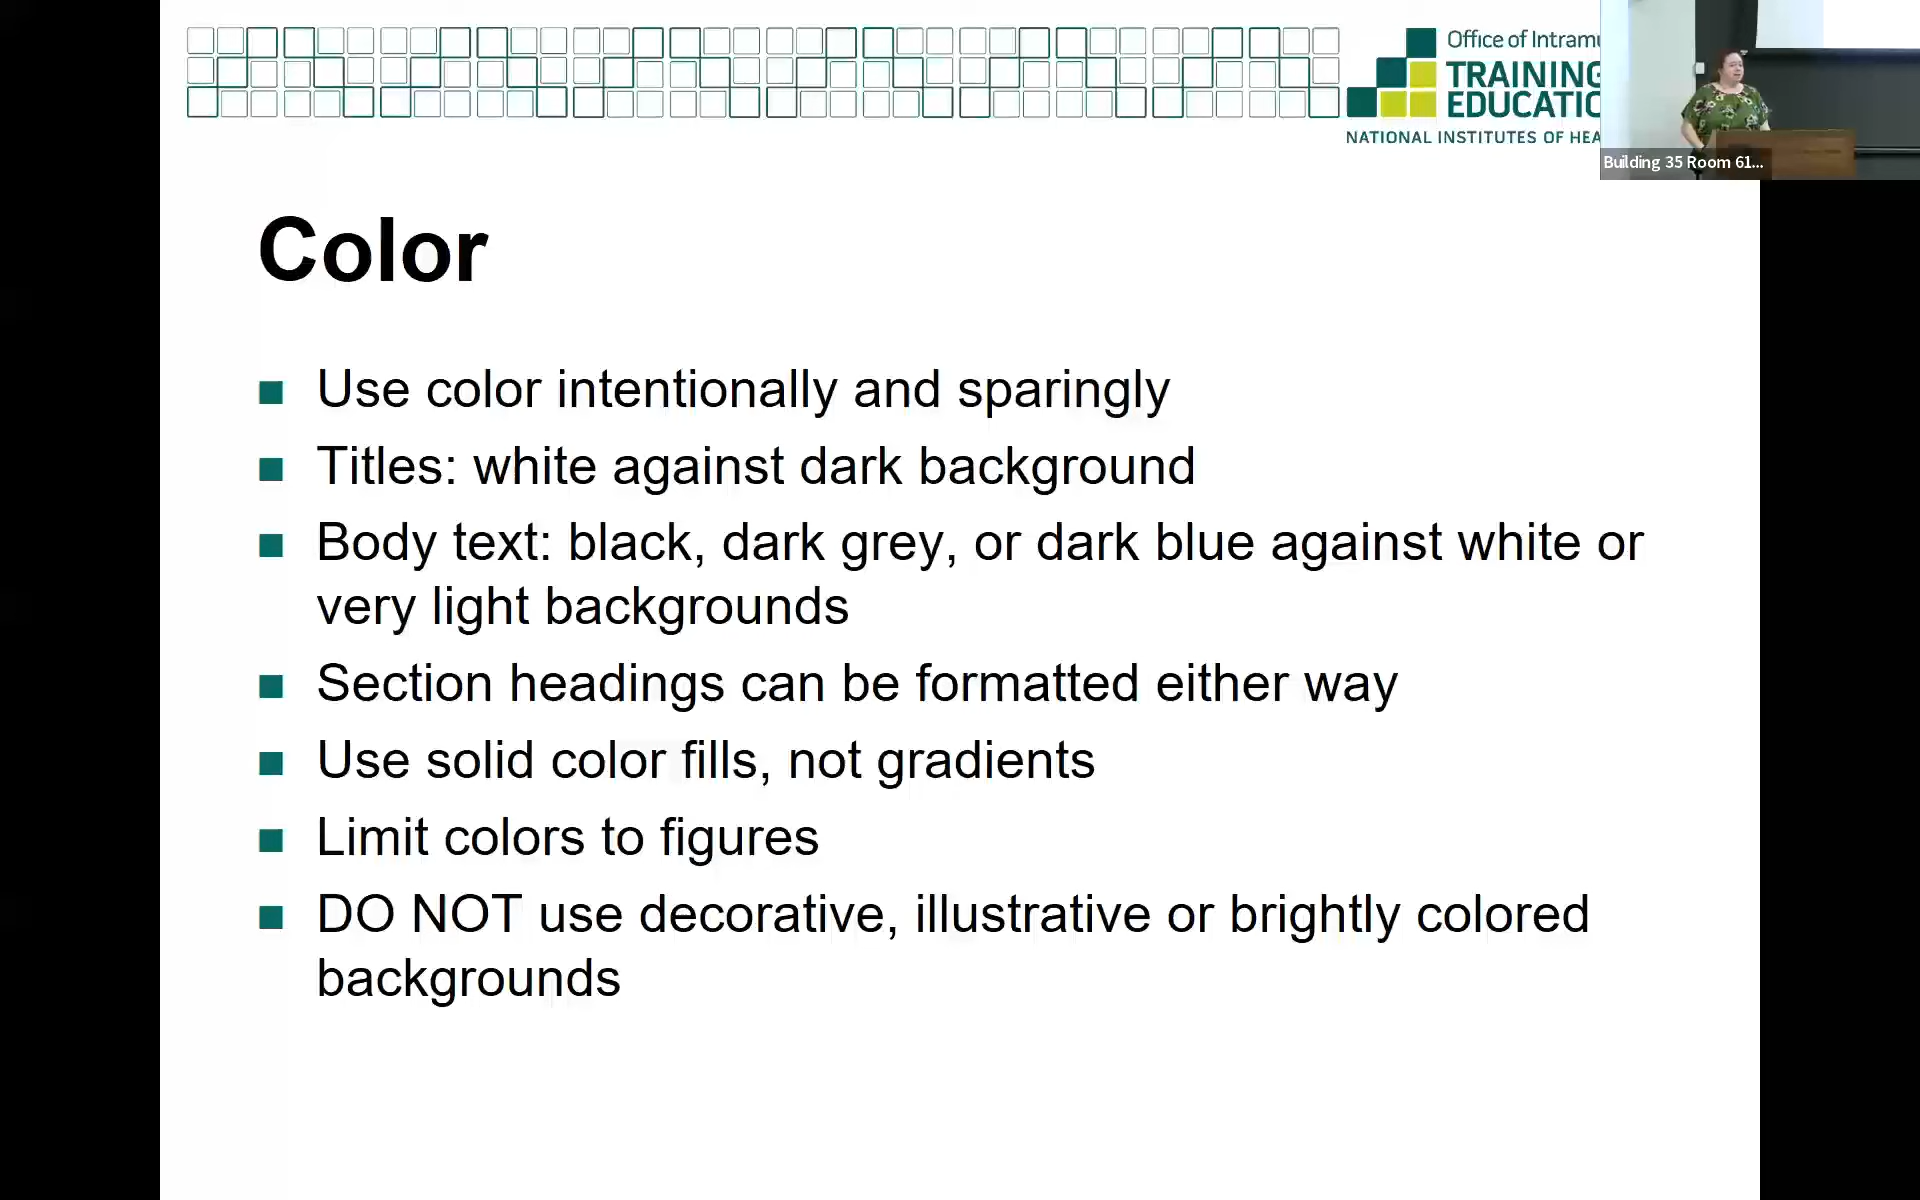 Office of Intramu
TRAINING
EDUCATIO
NATIONAL INSTITUTES OF HEA
Building 35 Room 61...
Color
Use color intentionally and sparingly
Titles: white against dark background
Body text: black, dark grey, or dark blue against white or
very light backgrounds
Section headings can be formatted either way
Use solid color fills, not gradients
Limit colors to figures
DO NOT use decorative, illustrative or brightly colored
backgrounds